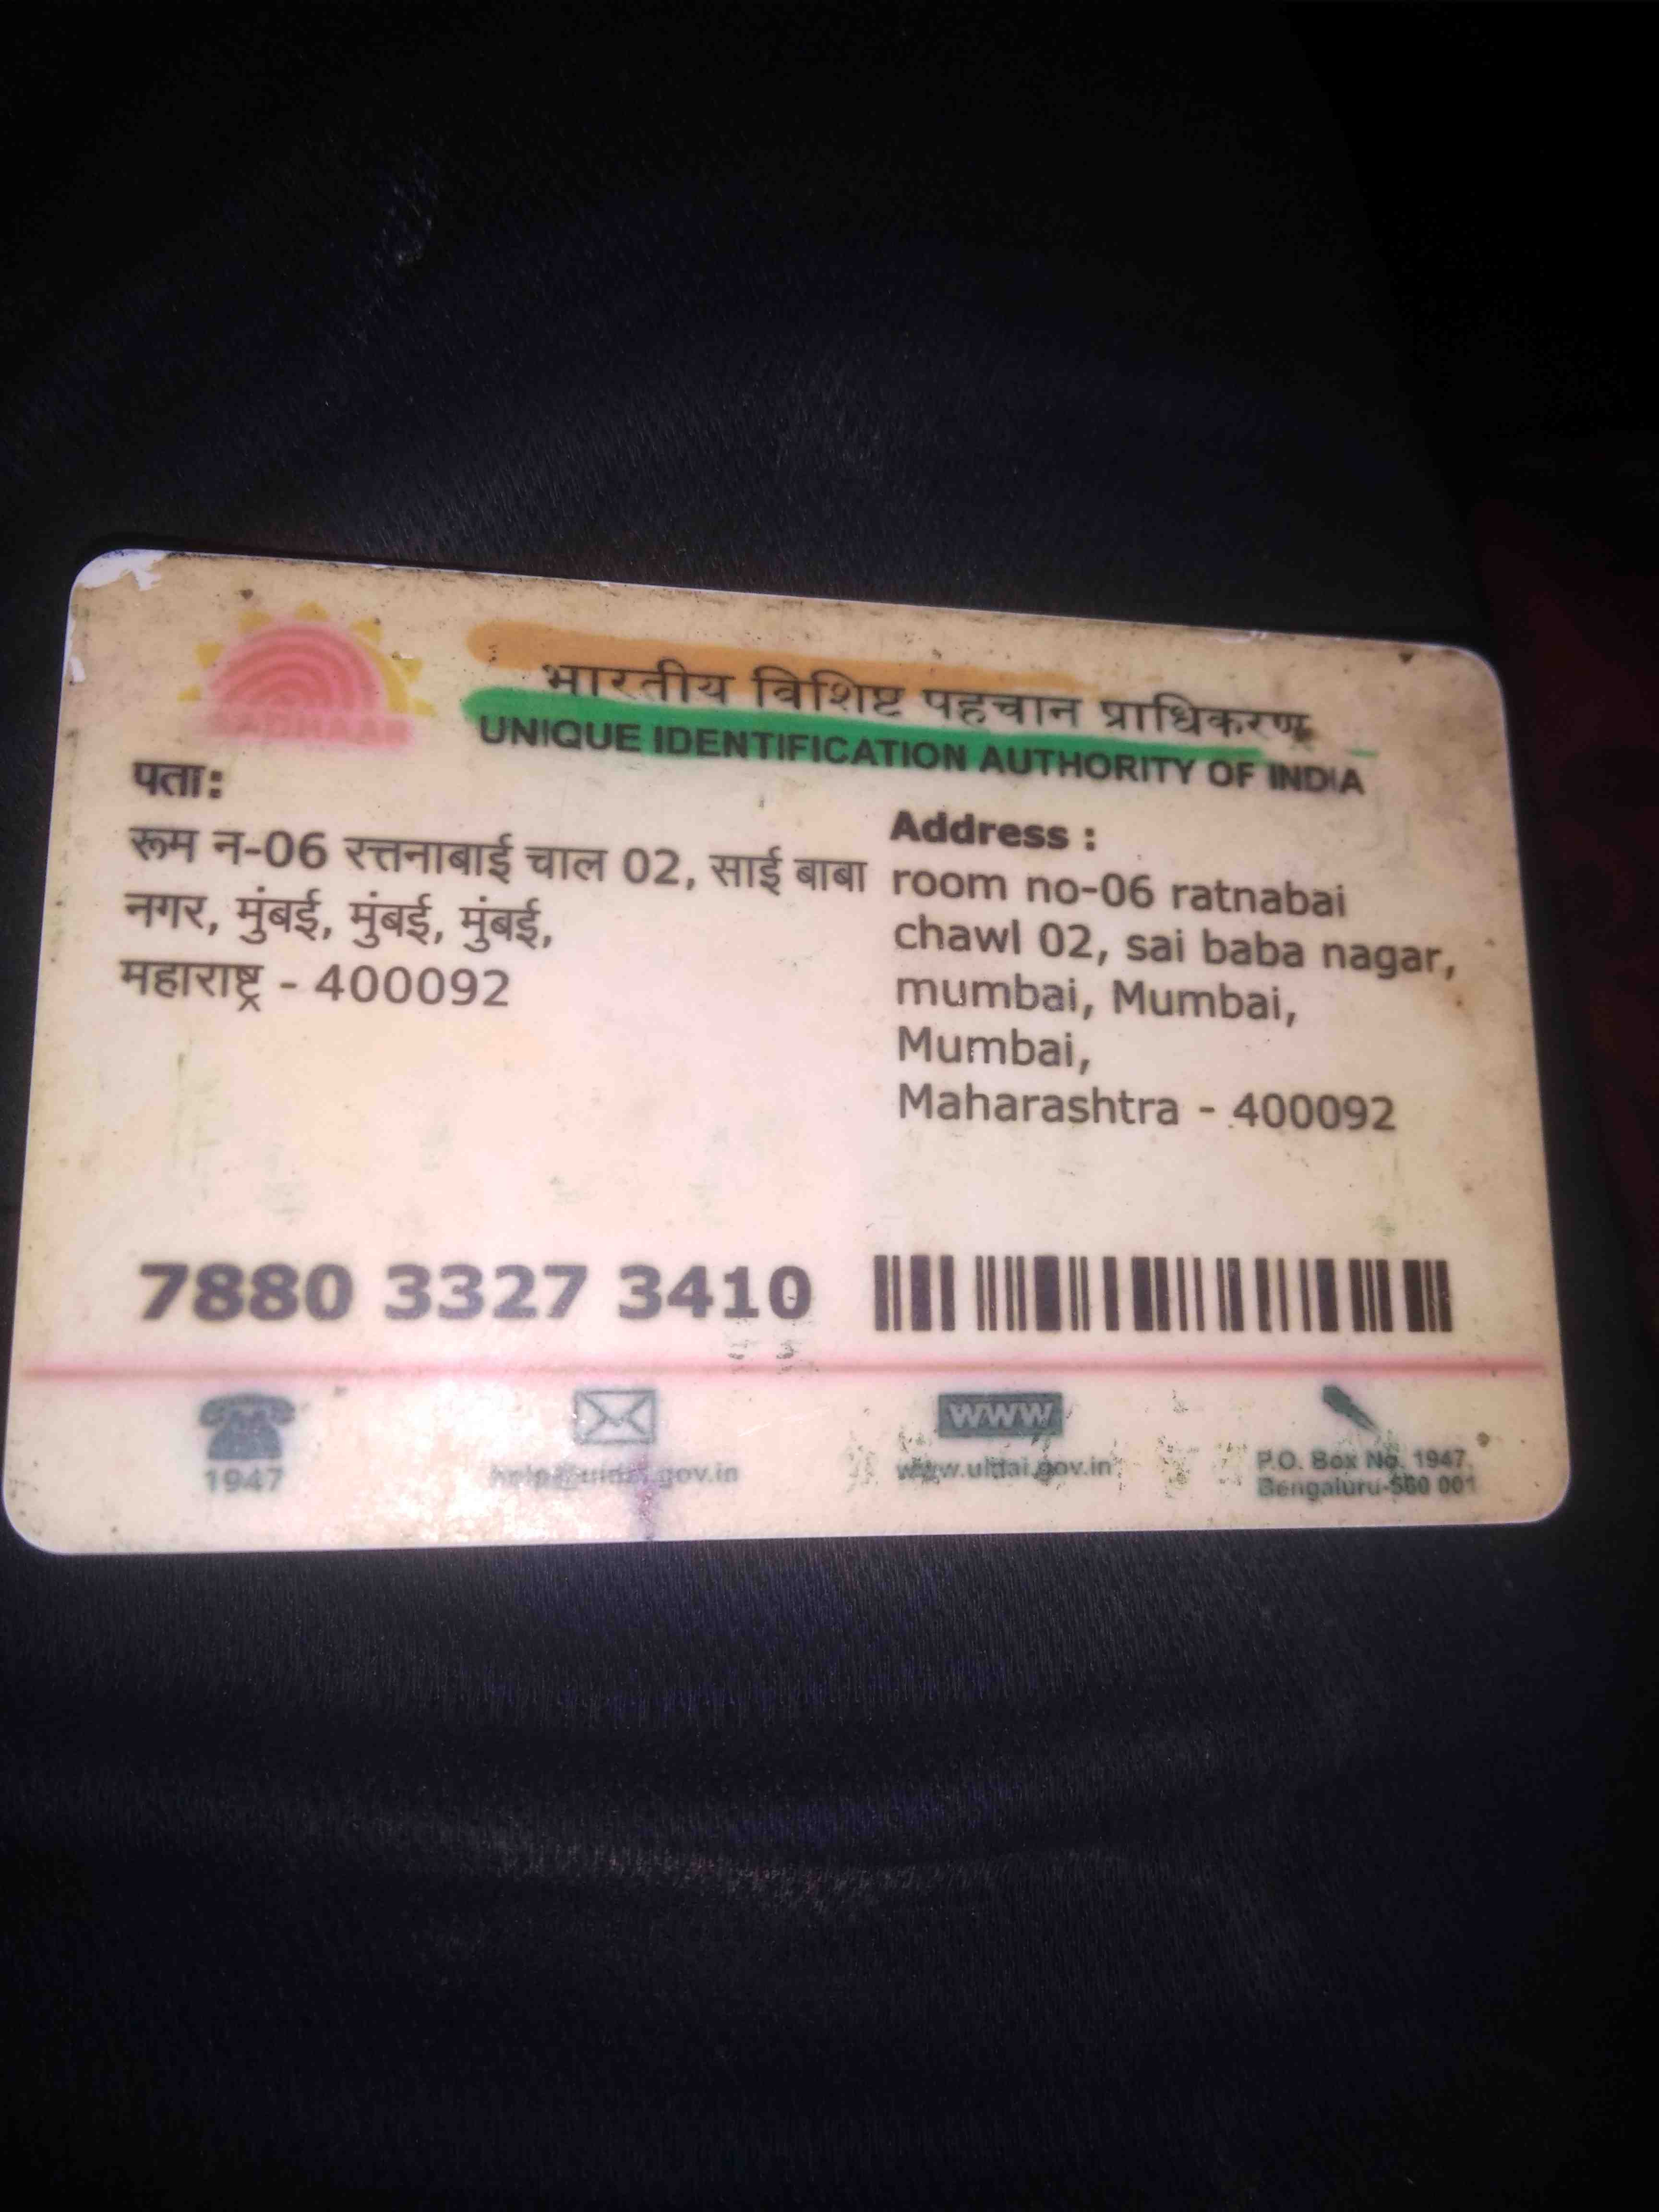 भारतीय विशिष्ट पहचान प्राधिकरण
UNIQUE IDENTIFICATION AUTHORITY OF INDIA
AADHAAR
पता:
रूम न-06 रत्तनाबाई चाल 02, साई बाबा
नगर, मुंबई, मुंबई, मुंबई,
महाराष्ट्र - 400092
Address :
room no-06 ratnabai
chawl 02, sai baba nagar,
mumbai, Mumbai,
Mumbai,
Maharashtra - 400092
7880 3327 3410
1947
help@uidai.gov.in
www
www.uidai.gov.in
P.O. Box No. 1947,
Bengaluru-560 001